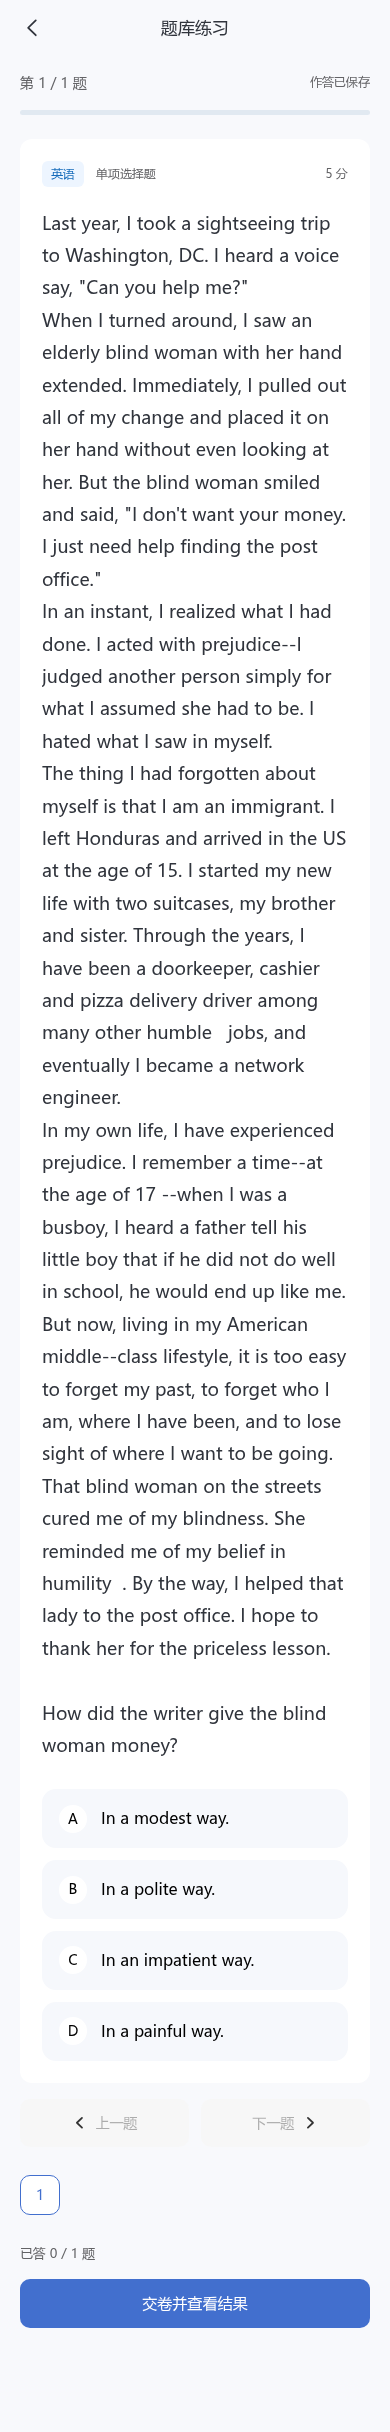 题库练习
第 1 / 1 题
作答已保存
英语 单项选择题 5 分
Last year, I took a sightseeing trip
to Washington, DC. I heard a voice
say, "Can you help me?"
When I turned around, I saw an
elderly blind woman with her hand
extended. Immediately, I pulled out
all of my change and placed it on
her hand without even looking at
her. But the blind woman smiled
and said, "I don't want your money.
I just need help finding the post
office."
In an instant, I realized what I had
done. I acted with prejudice--I
judged another person simply for
what I assumed she had to be. I
hated what I saw in myself.
The thing I had forgotten about
myself is that I am an immigrant. I
left Honduras and arrived in the US
at the age of 15. I started my new
life with two suitcases, my brother
and sister. Through the years, I
have been a doorkeeper, cashier
and pizza delivery driver among
many other humble   jobs, and
eventually I became a network
engineer.
In my own life, I have experienced
prejudice. I remember a time--at
the age of 17 --when I was a
busboy, I heard a father tell his
little boy that if he did not do well
in school, he would end up like me.
But now, living in my American
middle--class lifestyle, it is too easy
to forget my past, to forget who I
am, where I have been, and to lose
sight of where I want to be going.
That blind woman on the streets
cured me of my blindness. She
reminded me of my belief in
humility  . By the way, I helped that
lady to the post office. I hope to
thank her for the priceless lesson.
How did the writer give the blind
woman money?
A In a modest way.
B In a polite way.
C In an impatient way.
D In a painful way.
上一题
下一题
1
已答 0 / 1 题
交卷并查看结果